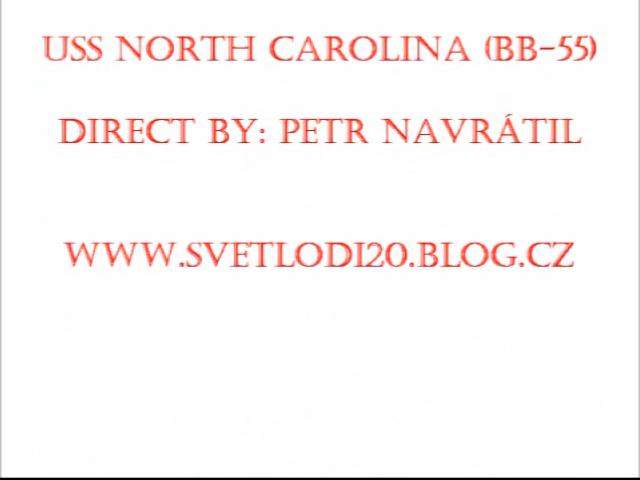 USS NORTH CAROLINA (BB-55)
DIRECT BY: PETR NAVRÁTIL
WWW.SVETLODI20.BLOG.CZ